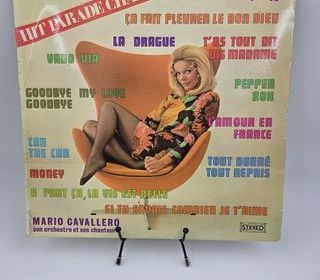 HIT PARADE
ÇA FAIT PLEURER LE BON DIEU
LA DRAGUE
T'AS TOUT DIT
DIS MADAME
VADO VIA
PEPPER
BOX
GOODBYE MY LOVE
GOODBYE
L'AMOUR EN
FRANCE
CAN
THE CAN
TOUT DONNÉ
TOUT REPRIS
MONEY
A PART ÇA, LA VIE EST BELLE
SI TU SAVAIS COMBIEN JE T'AIME
MARIO CAVALLERO
son orchestre et ses chanteurs
STEREO